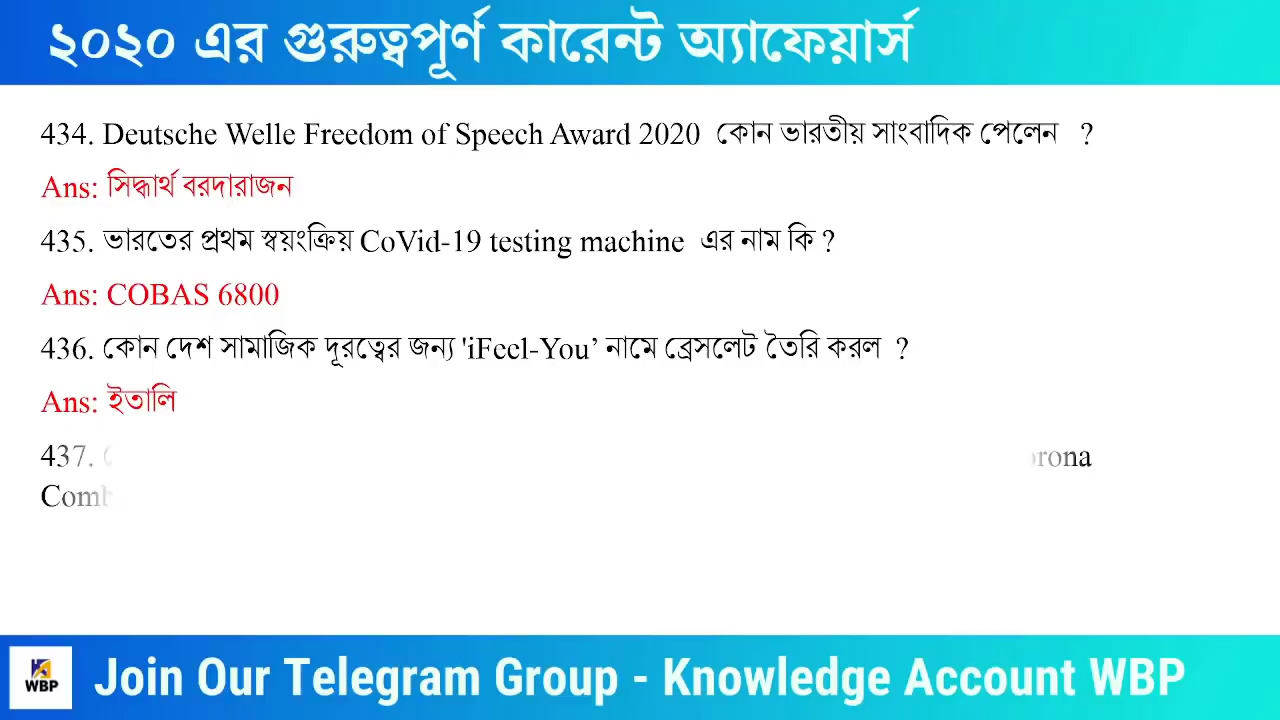 ২০২০ এর গুরুত্বপূর্ণ কারেন্ট অ্যাফেয়ার্স
434. Deutsche Welle Freedom of Speech Award 2020 কোন ভারতীয় সাংবাদিক পেলেন ?
Ans: সিদ্ধার্থ বরদারাজন
435. ভারতের প্রথম স্বয়ংক্রিয় CoVid-19 testing machine এর নাম কি ?
Ans: COBAS 6800
436. কোন দেশ সামাজিক দূরত্বের জন্য 'iFeel-You’ নামে ব্রেসলেট তৈরি করল ?
Ans: ইতালি
437.
WBP
Join Our Telegram Group - Knowledge Account WBP